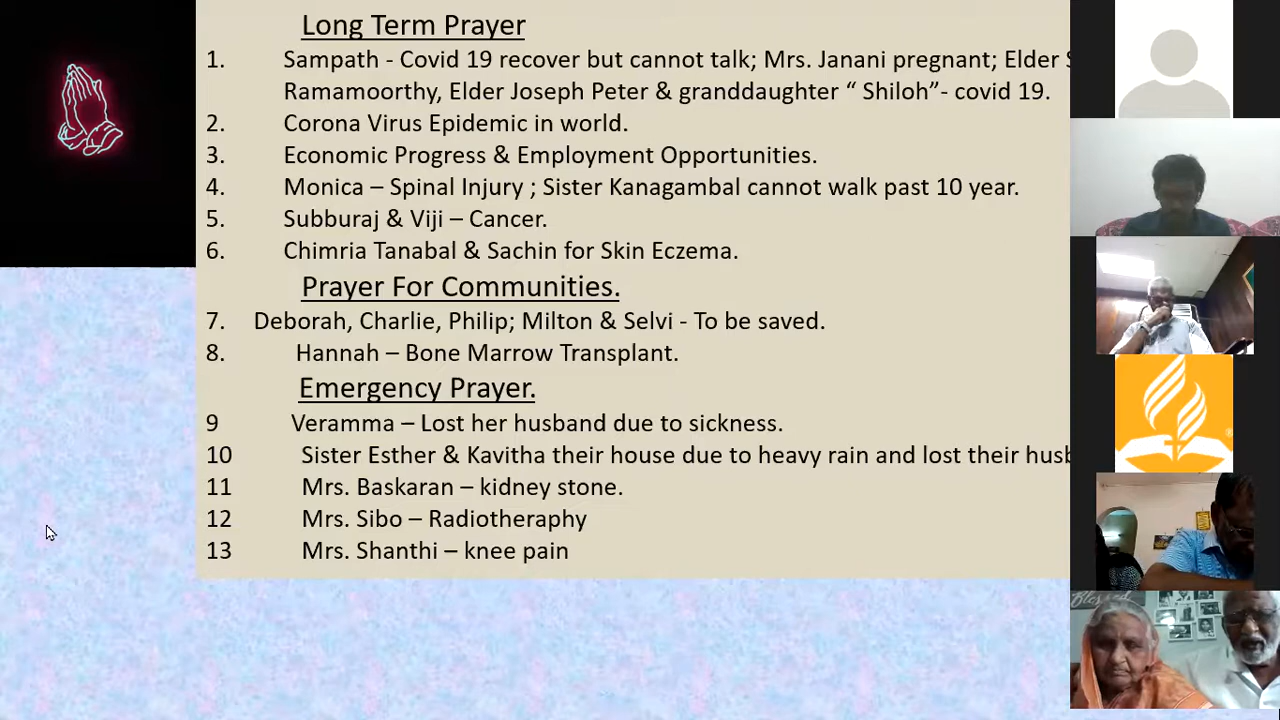 Long Term Prayer
1. Sampath - Covid 19 recover but cannot talk; Mrs. Janani pregnant; Elder
Ramamoorthy, Elder Joseph Peter & granddaughter “ Shiloh”- covid 19.
2. Corona Virus Epidemic in world.
3. Economic Progress & Employment Opportunities.
4. Monica – Spinal Injury ; Sister Kanagambal cannot walk past 10 year.
5. Subburaj & Viji – Cancer.
6. Chimria Tanabal & Sachin for Skin Eczema.
Prayer For Communities.
7. Deborah, Charlie, Philip; Milton & Selvi - To be saved.
8. Hannah – Bone Marrow Transplant.
Emergency Prayer.
9 Veramma – Lost her husband due to sickness.
10 Sister Esther & Kavitha their house due to heavy rain and lost their
11 Mrs. Baskaran – kidney stone.
12 Mrs. Sibo – Radiotheraphy
13 Mrs. Shanthi – knee pain
Blessed